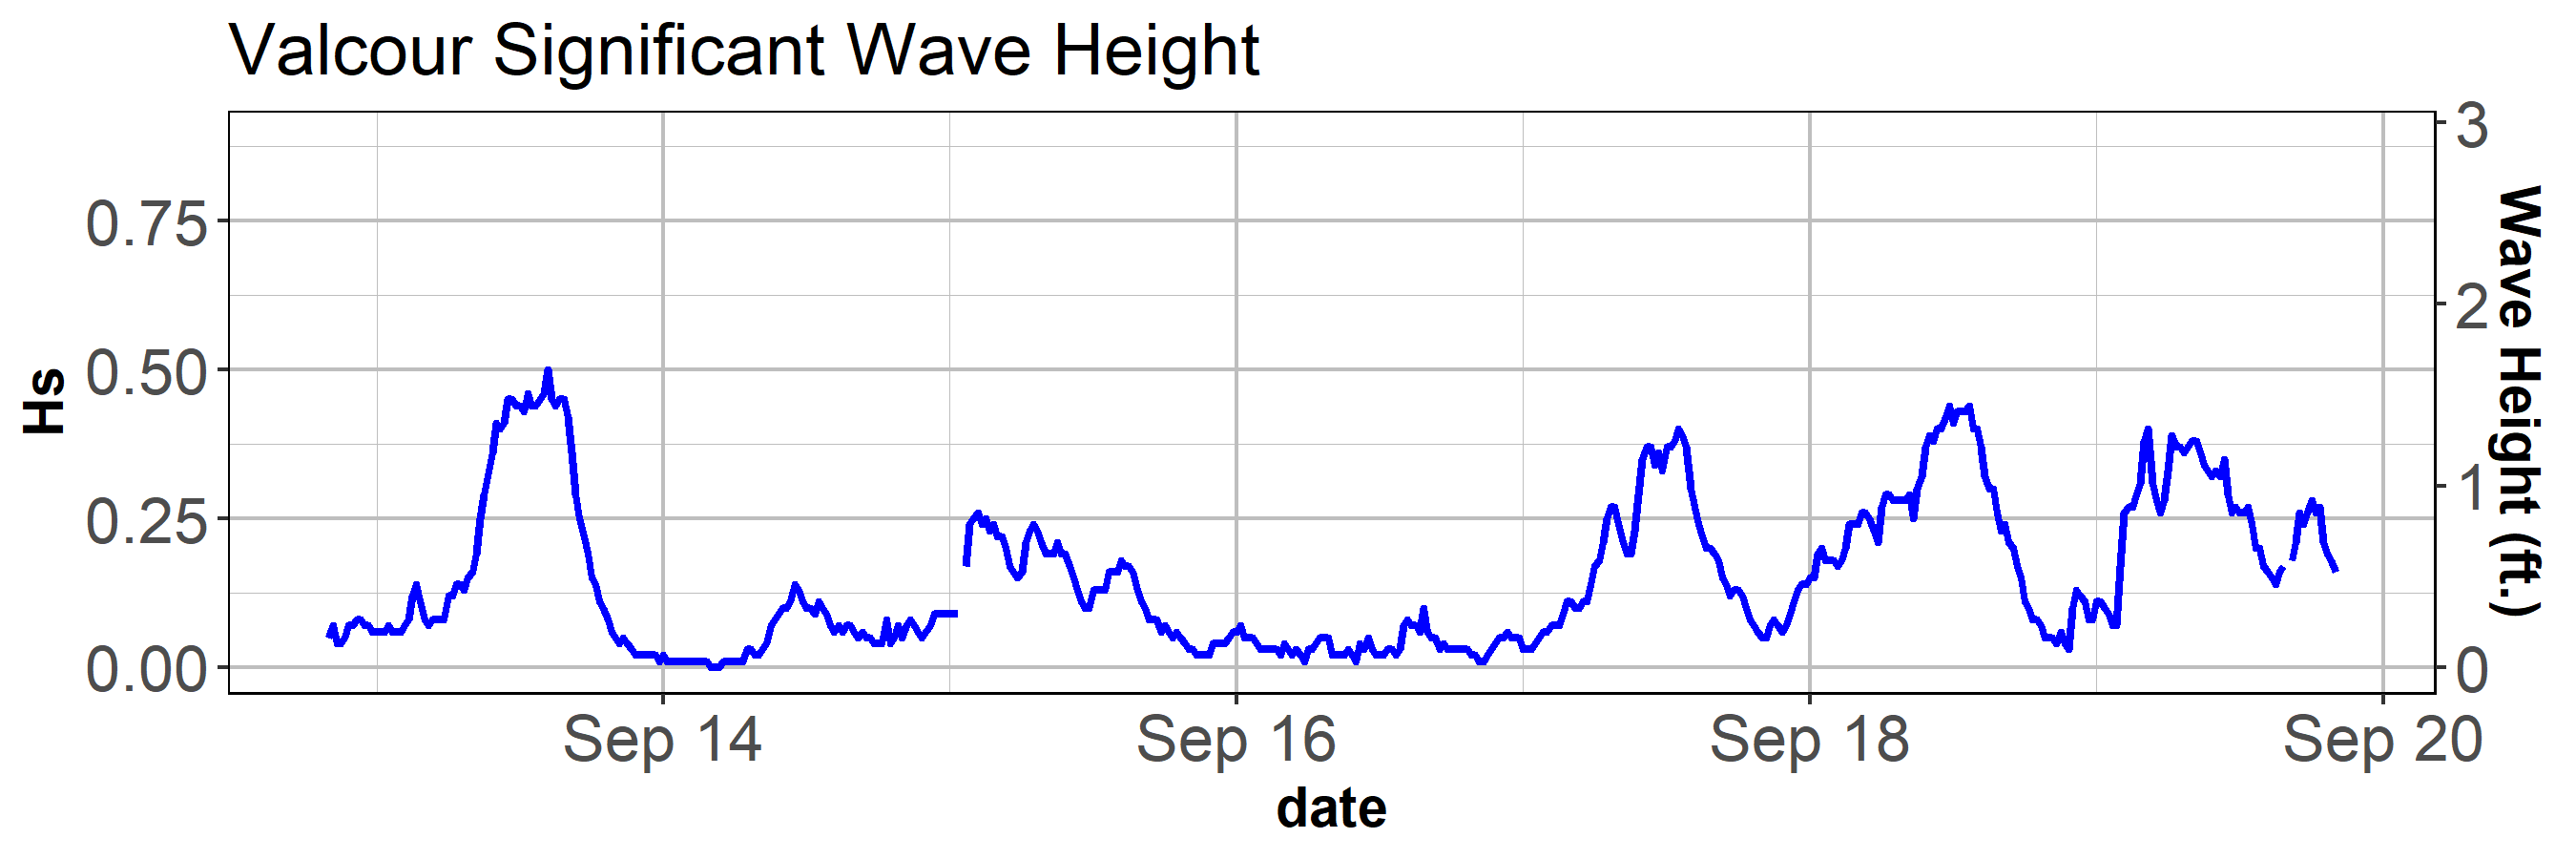 Valcour Significant Wave Height
3
0.75
2
0.50
1
0.25
0.00
0
Hs
Wave Height (ft.)
Sep 14
Sep 16
Sep 18
Sep 20
date